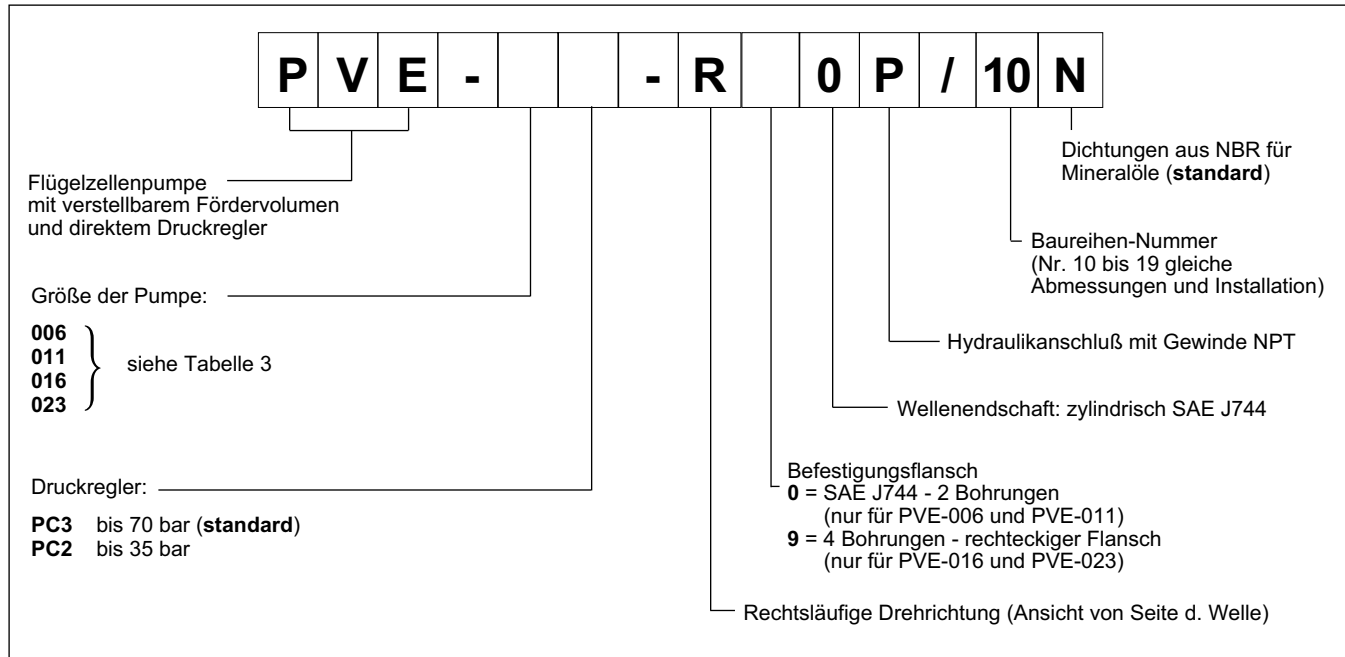 P V E - - R 0 P / 10 N
Flügelzellenpumpe
mit verstellbarem Fördervolumen
und direktem Druckregler
Größe der Pumpe:
006
011
016
023
siehe Tabelle 3
Druckregler:
PC3 bis 70 bar (standard)
PC2 bis 35 bar
Dichtungen aus NBR für
Mineralöle (standard)
Baureihen-Nummer
(Nr. 10 bis 19 gleiche
Abmessungen und Installation)
Hydraulikanschluß mit Gewinde NPT
Wellenendschaft: zylindrisch SAE J744
Befestigungsflansch
0 = SAE J744 - 2 Bohrungen
(nur für PVE-006 und PVE-011)
9 = 4 Bohrungen - rechteckiger Flansch
(nur für PVE-016 und PVE-023)
Rechtsläufige Drehrichtung (Ansicht von Seite d. Welle)